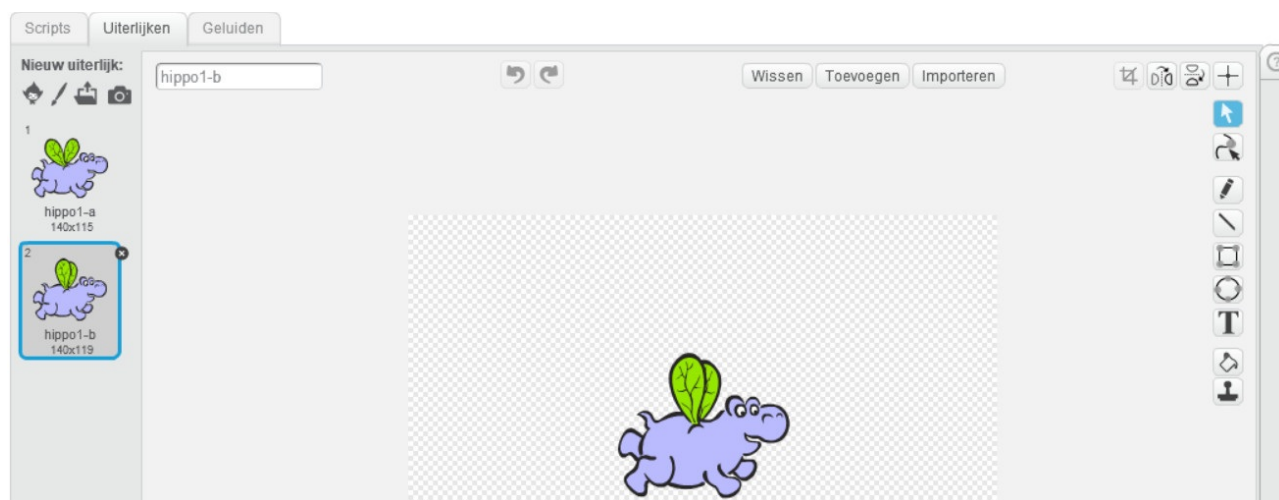 Scripts Uiterlijken Geluiden
Nieuw uiterlijk:
hippo1-b
Wissen Toevoegen Importeren
1
hippo1-a
140x115
2
hippo1-b
140x119
T
?